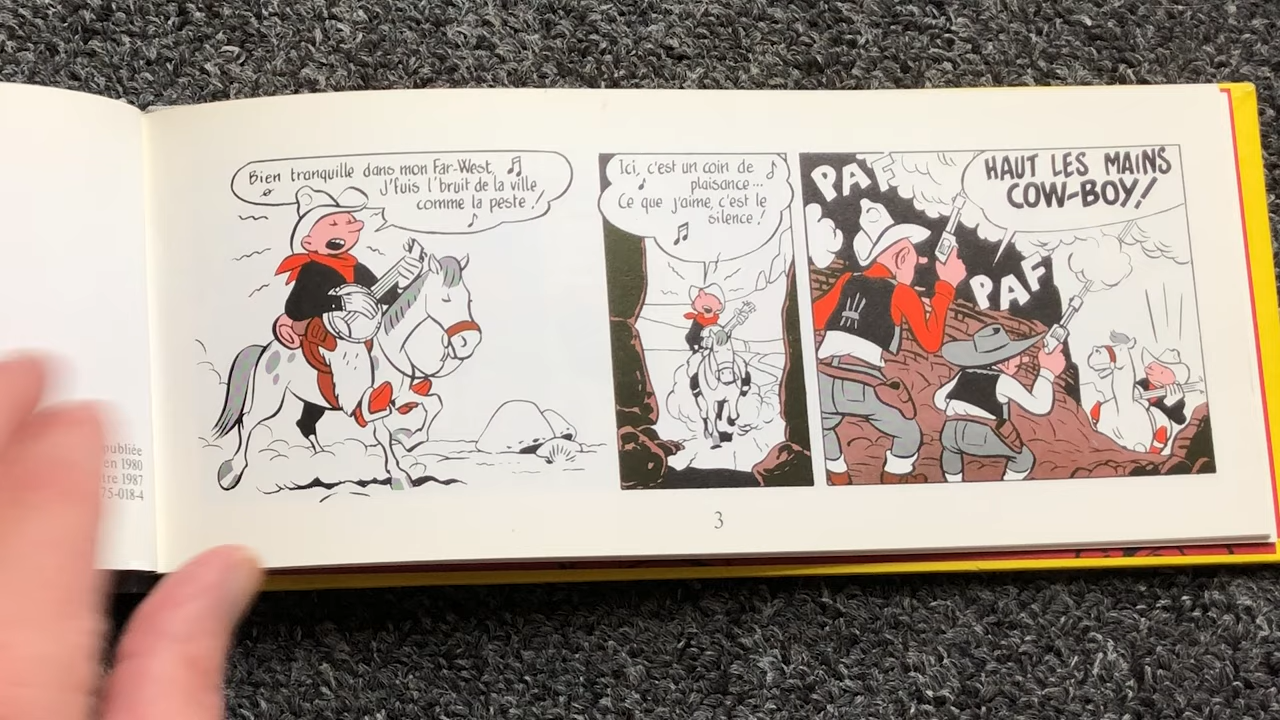 publiée
en 1980
tre 1987
75-018-4
Bien tranquille dans mon Far-West,
J'fuis l'bruit de la ville
comme la peste !
Ici, c'est un coin de
plaisance...
Ce que j'aime, c'est le
silence !
PAF
HAUT LES MAINS
COW-BOY!
PAF
3